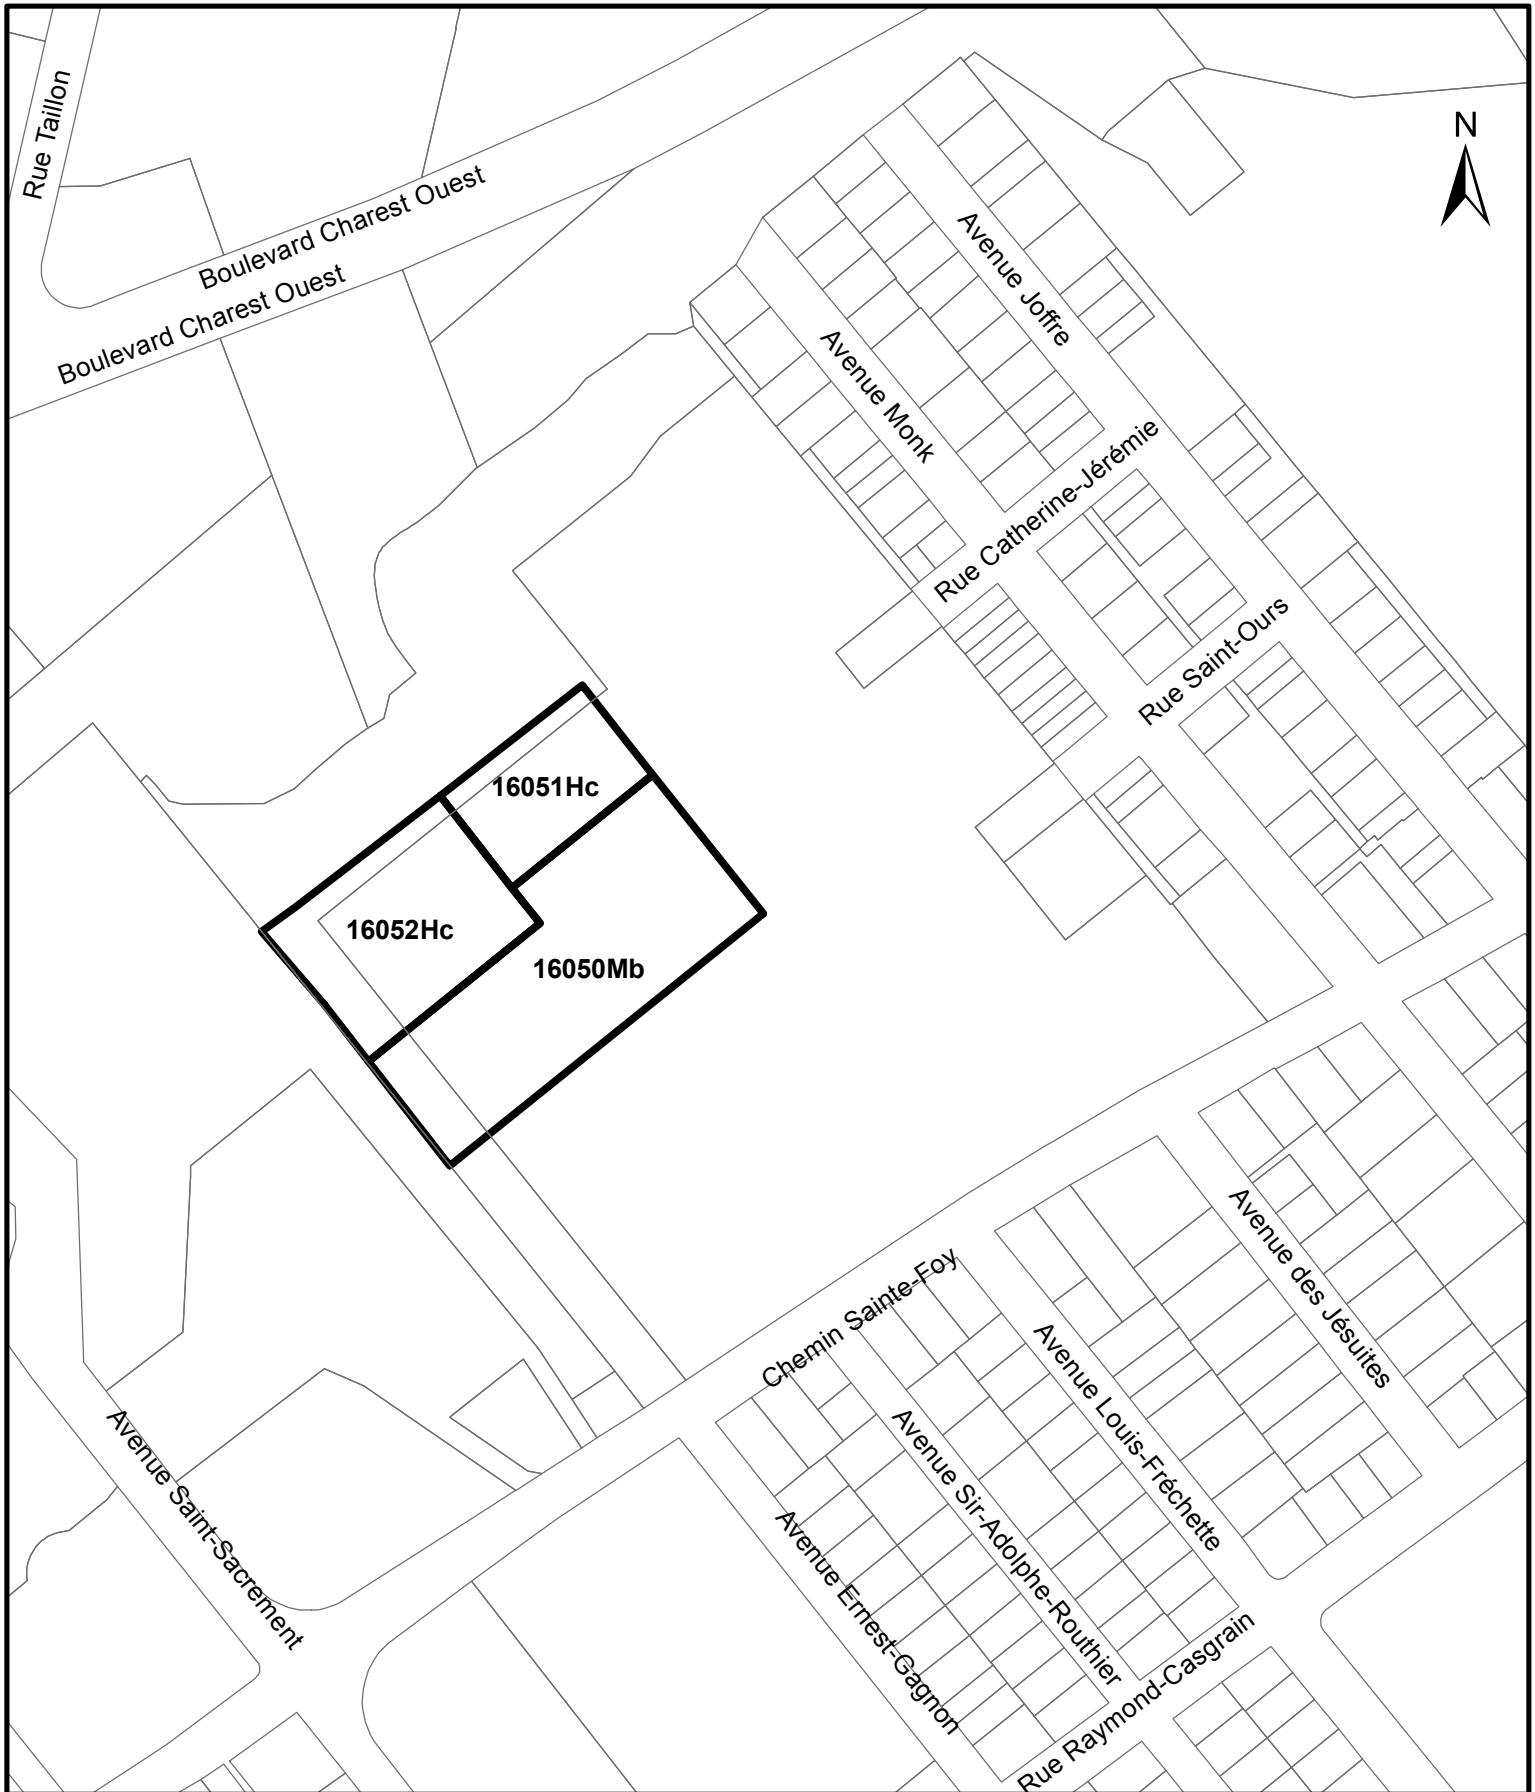 Rue Taillon
N
Boulevard Charest Ouest
Boulevard Charest Ouest
Avenue Joffre
Avenue Monk
Rue Catherine-Jérémie
Rue Saint-Ours
16051Hc
16052Hc
16050Mb
Avenue des Jésuites
Chemin Sainte-Foy
Avenue Louis-Fréchette
Avenue Saint-Sacrement
Avenue Sir-Adolphe-Routhier
Avenue Ernest-Gagnon
Rue Raymond-Casgrain